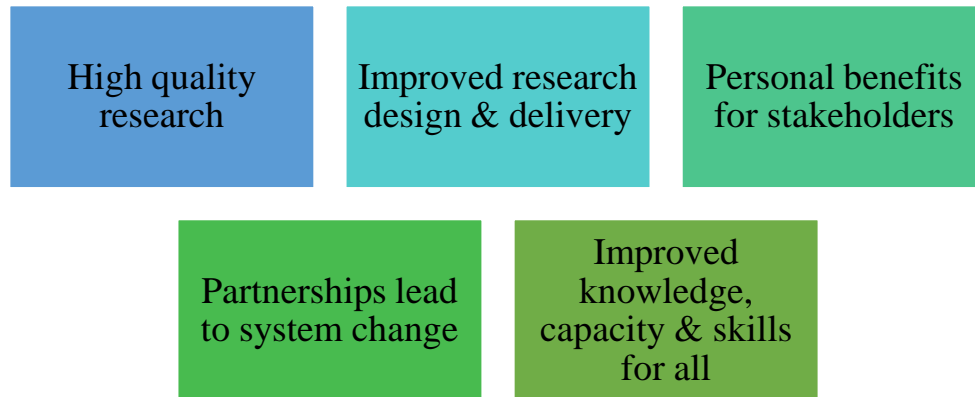 High quality
research
Improved research
design & delivery
Personal benefits
for stakeholders
Partnerships lead
to system change
Improved
knowledge,
capacity & skills
for all